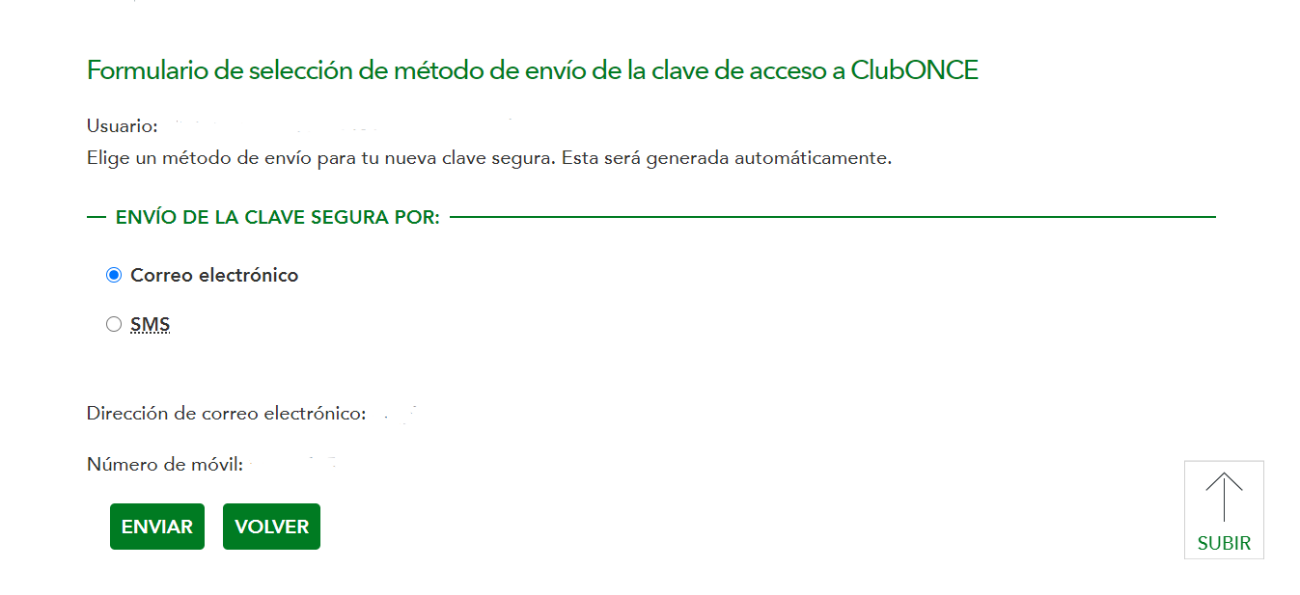 Formulario de selección de método de envío de la clave de acceso a ClubONCE
Usuario:
Elige un método de envío para tu nueva clave segura. Esta será generada automáticamente.
ENVÍO DE LA CLAVE SEGURA POR:
Correo electrónico
SMS
Dirección de correo electrónico:
Número de móvil:
ENVIAR VOLVER
SUBIR